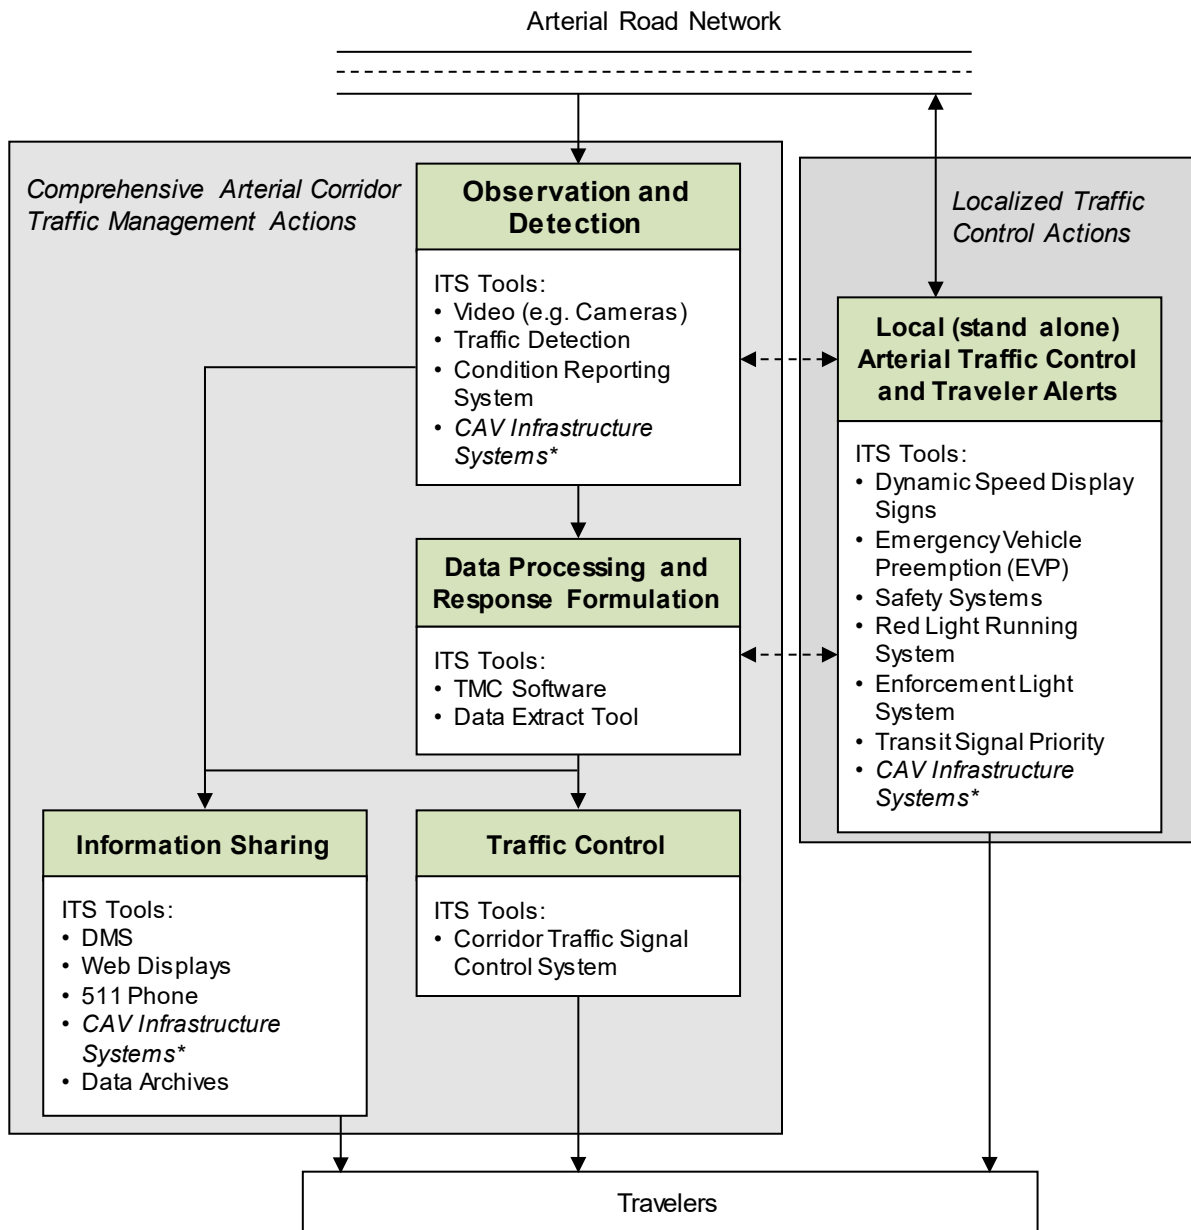 Arterial Road Network
Comprehensive Arterial Corridor
Traffic Management Actions
Observation and
Detection
ITS Tools:
• Video (e.g. Cameras)
• Traffic Detection
• Condition Reporting
System
• CAV Infrastructure
Systems*
Data Processing and
Response Formulation
ITS Tools:
• TMC Software
• Data Extract Tool
Information Sharing
ITS Tools:
• DMS
• Web Displays
• 511 Phone
• CAV Infrastructure
Systems*
• Data Archives
Traffic Control
ITS Tools:
• Corridor Traffic Signal
Control System
Localized Traffic
Control Actions
Local (stand alone)
Arterial Traffic Control
and Traveler Alerts
ITS Tools:
• Dynamic Speed Display
Signs
• Emergency Vehicle
Preemption (EVP)
• Safety Systems
• Red Light Running
System
• Enforcement Light
System
• Transit Signal Priority
• CAV Infrastructure
Systems*
Travelers